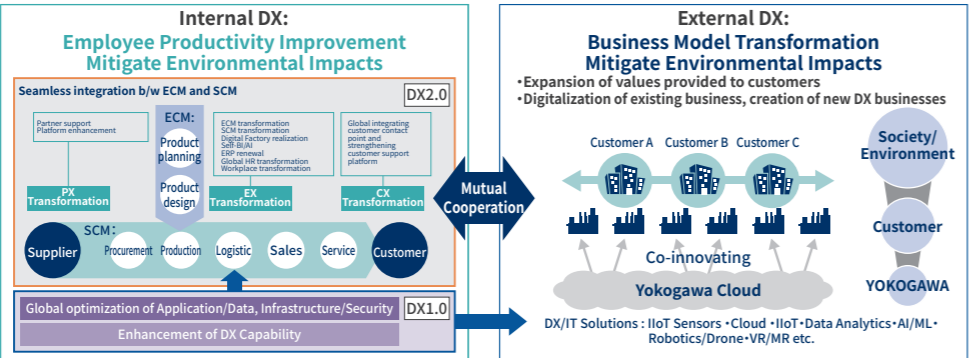 Internal DX:
Employee Productivity Improvement
Mitigate Environmental Impacts
Seamless integration b/w ECM and SCM
DX2.0
Partner support
Platform enhancement
ECM:
Product
planning
Product
design
ECM transformation
SCM transformation
Digital Factory realization
Self-BI/AI
ERP renewal
Global HR transformation
Workplace transformation
Global integrating
customer contact
point and
strengthening
customer support
platform
PX
Transformation
EX
Transformation
CX
Transformation
SCM:
Supplier
Procurement
Production
Logistic
Sales
Service
Customer
Global optimization of Application/Data, Infrastructure/Security
DX1.0
Enhancement of DX Capability
Mutual
Cooperation
External DX:
Business Model Transformation
Mitigate Environmental Impacts
・Expansion of values provided to customers
・Digitalization of existing business, creation of new DX businesses
Customer A
Customer B
Customer C
Co-innovating
Yokogawa Cloud
Society/
Environment
Customer
YOKOGAWA
DX/IT Solutions : IIoT Sensors ・Cloud ・IIoT・Data Analytics・AI/ML・
Robotics/Drone・VR/MR etc.